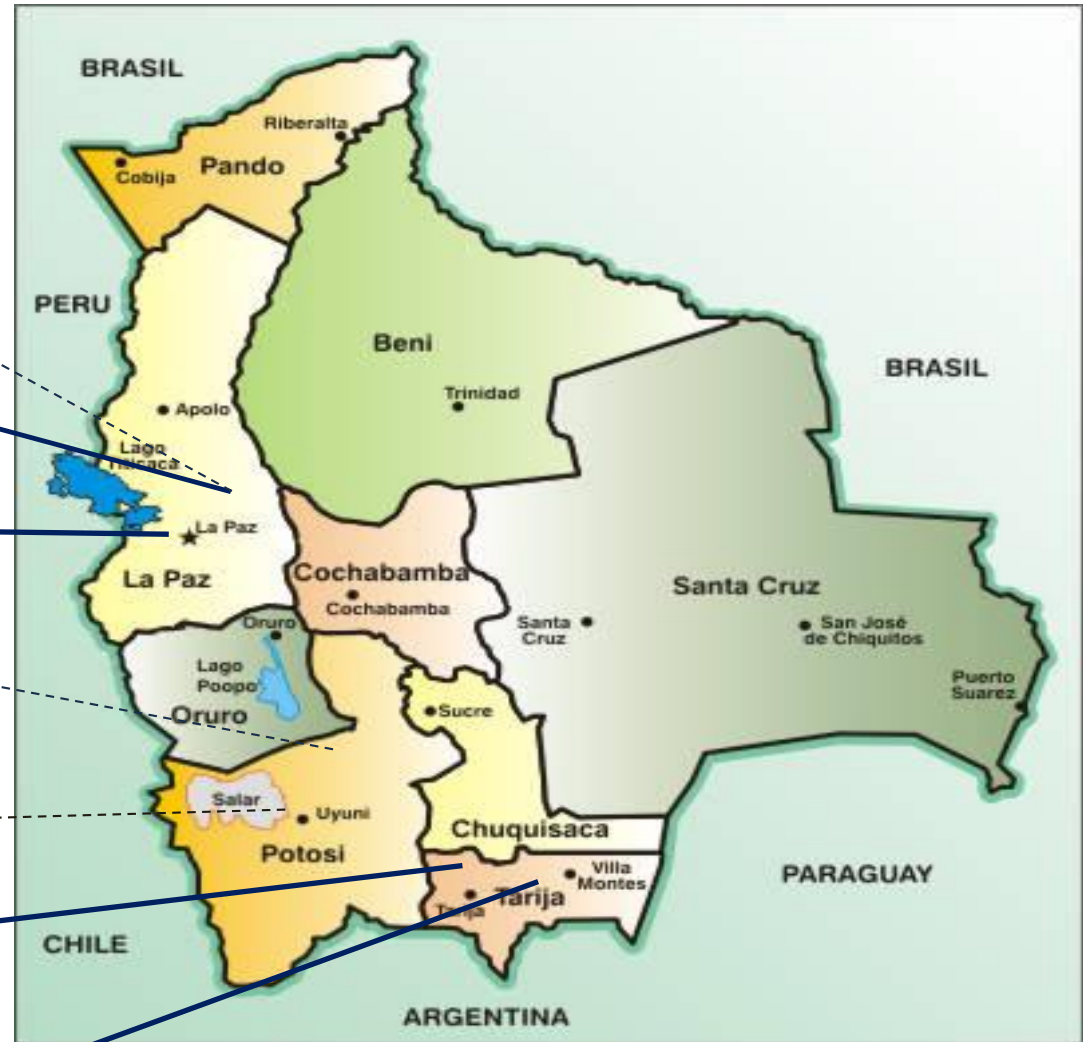 BRASIL
Riberalta
Pando
Cobija
PERU
Beni
BRASIL
Trinidad
Apolo
Lago
La Paz
La Paz
Cochabamba
Cochabamba
Santa Cruz
Santa
Cruz
San José
de Chiquitos
Oruro
Lago
Poopo
Oruro
Puerto
Suarez
Sucre
Salar
Uyuni
Potosi
Chuquisaca
Villa
Montes
Tarija
Tarija
PARAGUAY
CHILE
ARGENTINA